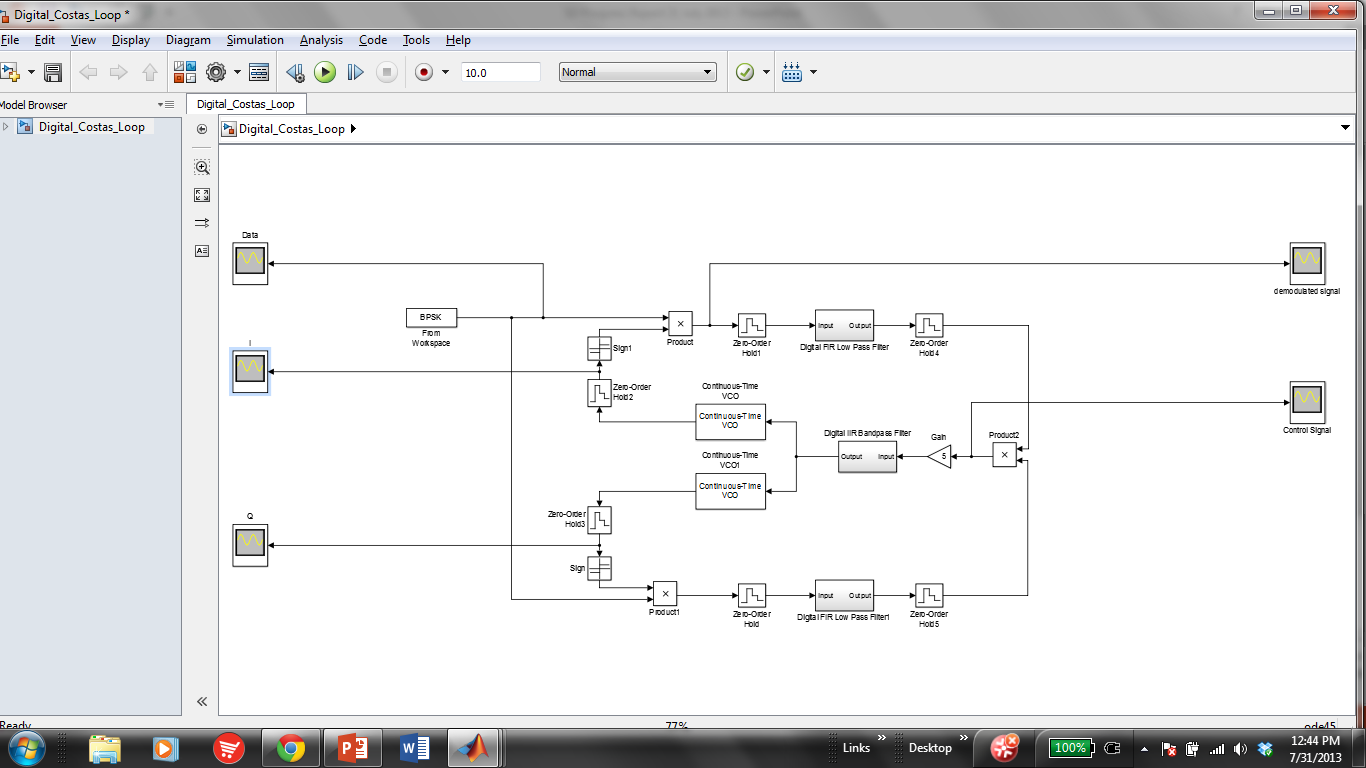 Digital_Costas_Loop *
File Edit View Display Diagram Simulation Analysis Code Tools Help
10.0
Normal
Model Browser
Digital_Costas_Loop
Digital_Costas_Loop
Digital_Costas_Loop
Data
BPSK
From
Workspace
I
Q
Sign1
Zero-Order
Hold2
Product
Zero-Order
Hold1
Input Output
Digital FIR Low Pass Filter
Zero-Order
Hold4
demodulated signal
Continuous-Time
VCO
Continuous-Time
VCO
Continuous-Time
VCO1
Continuous-Time
VCO
Digital IIR Bandpass Filter
Output Input
Gain
5
Product2
×
×
Control Signal
Zero-Order
Hold3
Sign
×
Product1
Zero-Order
Hold
Input Output
Digital FIR Low Pass Filter1
Zero-Order
Hold5
Ready
77%
ode45
Links
Desktop
100%
12:44 PM
7/31/2013